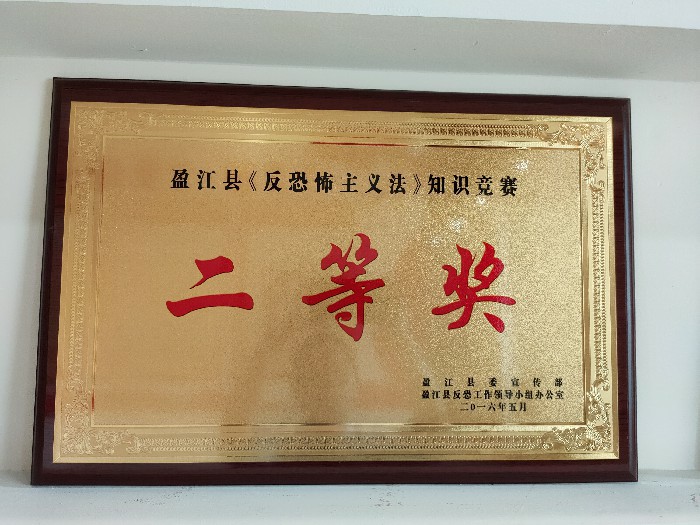 盈江县《反恐怖主义法》知识竞赛
二等奖
盈江县委宣传部
盈江县反恐工作领导小组办公室
二〇一六年五月